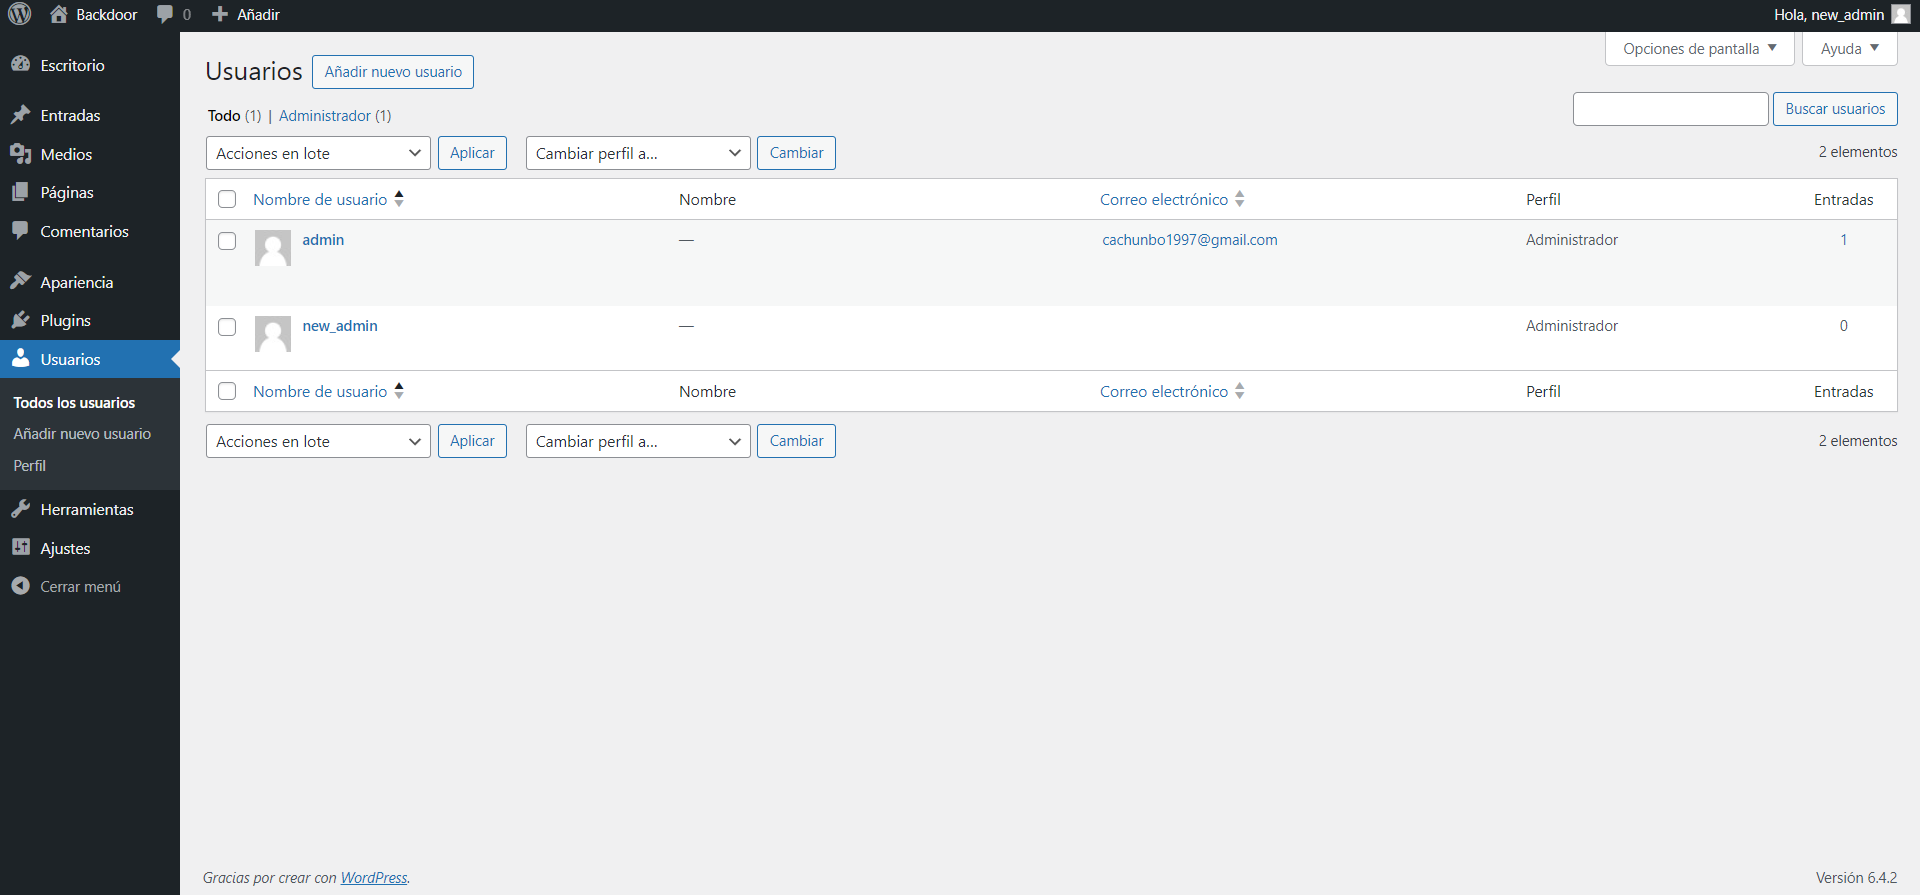 Backdoor 0 Añadir Hola, new_admin
Opciones de pantalla Ayuda
Escritorio
Entradas
Medios
Páginas
Comentarios
Apariencia
Plugins
Usuarios
Todos los usuarios
Añadir nuevo usuario
Perfil
Herramientas
Ajustes
Cerrar menú
Usuarios Añadir nuevo usuario
Todo (1) | Administrador (1)
Buscar usuarios
Acciones en lote Aplicar Cambiar perfil a... Cambiar 2 elementos
Nombre de usuario Nombre Correo electrónico Perfil Entradas
admin — cachunbo1997@gmail.com Administrador 1
new_admin — Administrador 0
Nombre de usuario Nombre Correo electrónico Perfil Entradas
Acciones en lote Aplicar Cambiar perfil a... Cambiar 2 elementos
Gracias por crear con WordPress. Versión 6.4.2